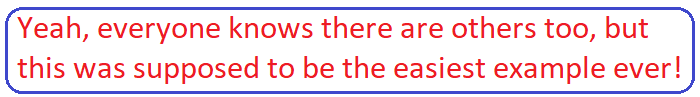 Yeah, everyone knows there are others too, but
this was supposed to be the easiest example ever!